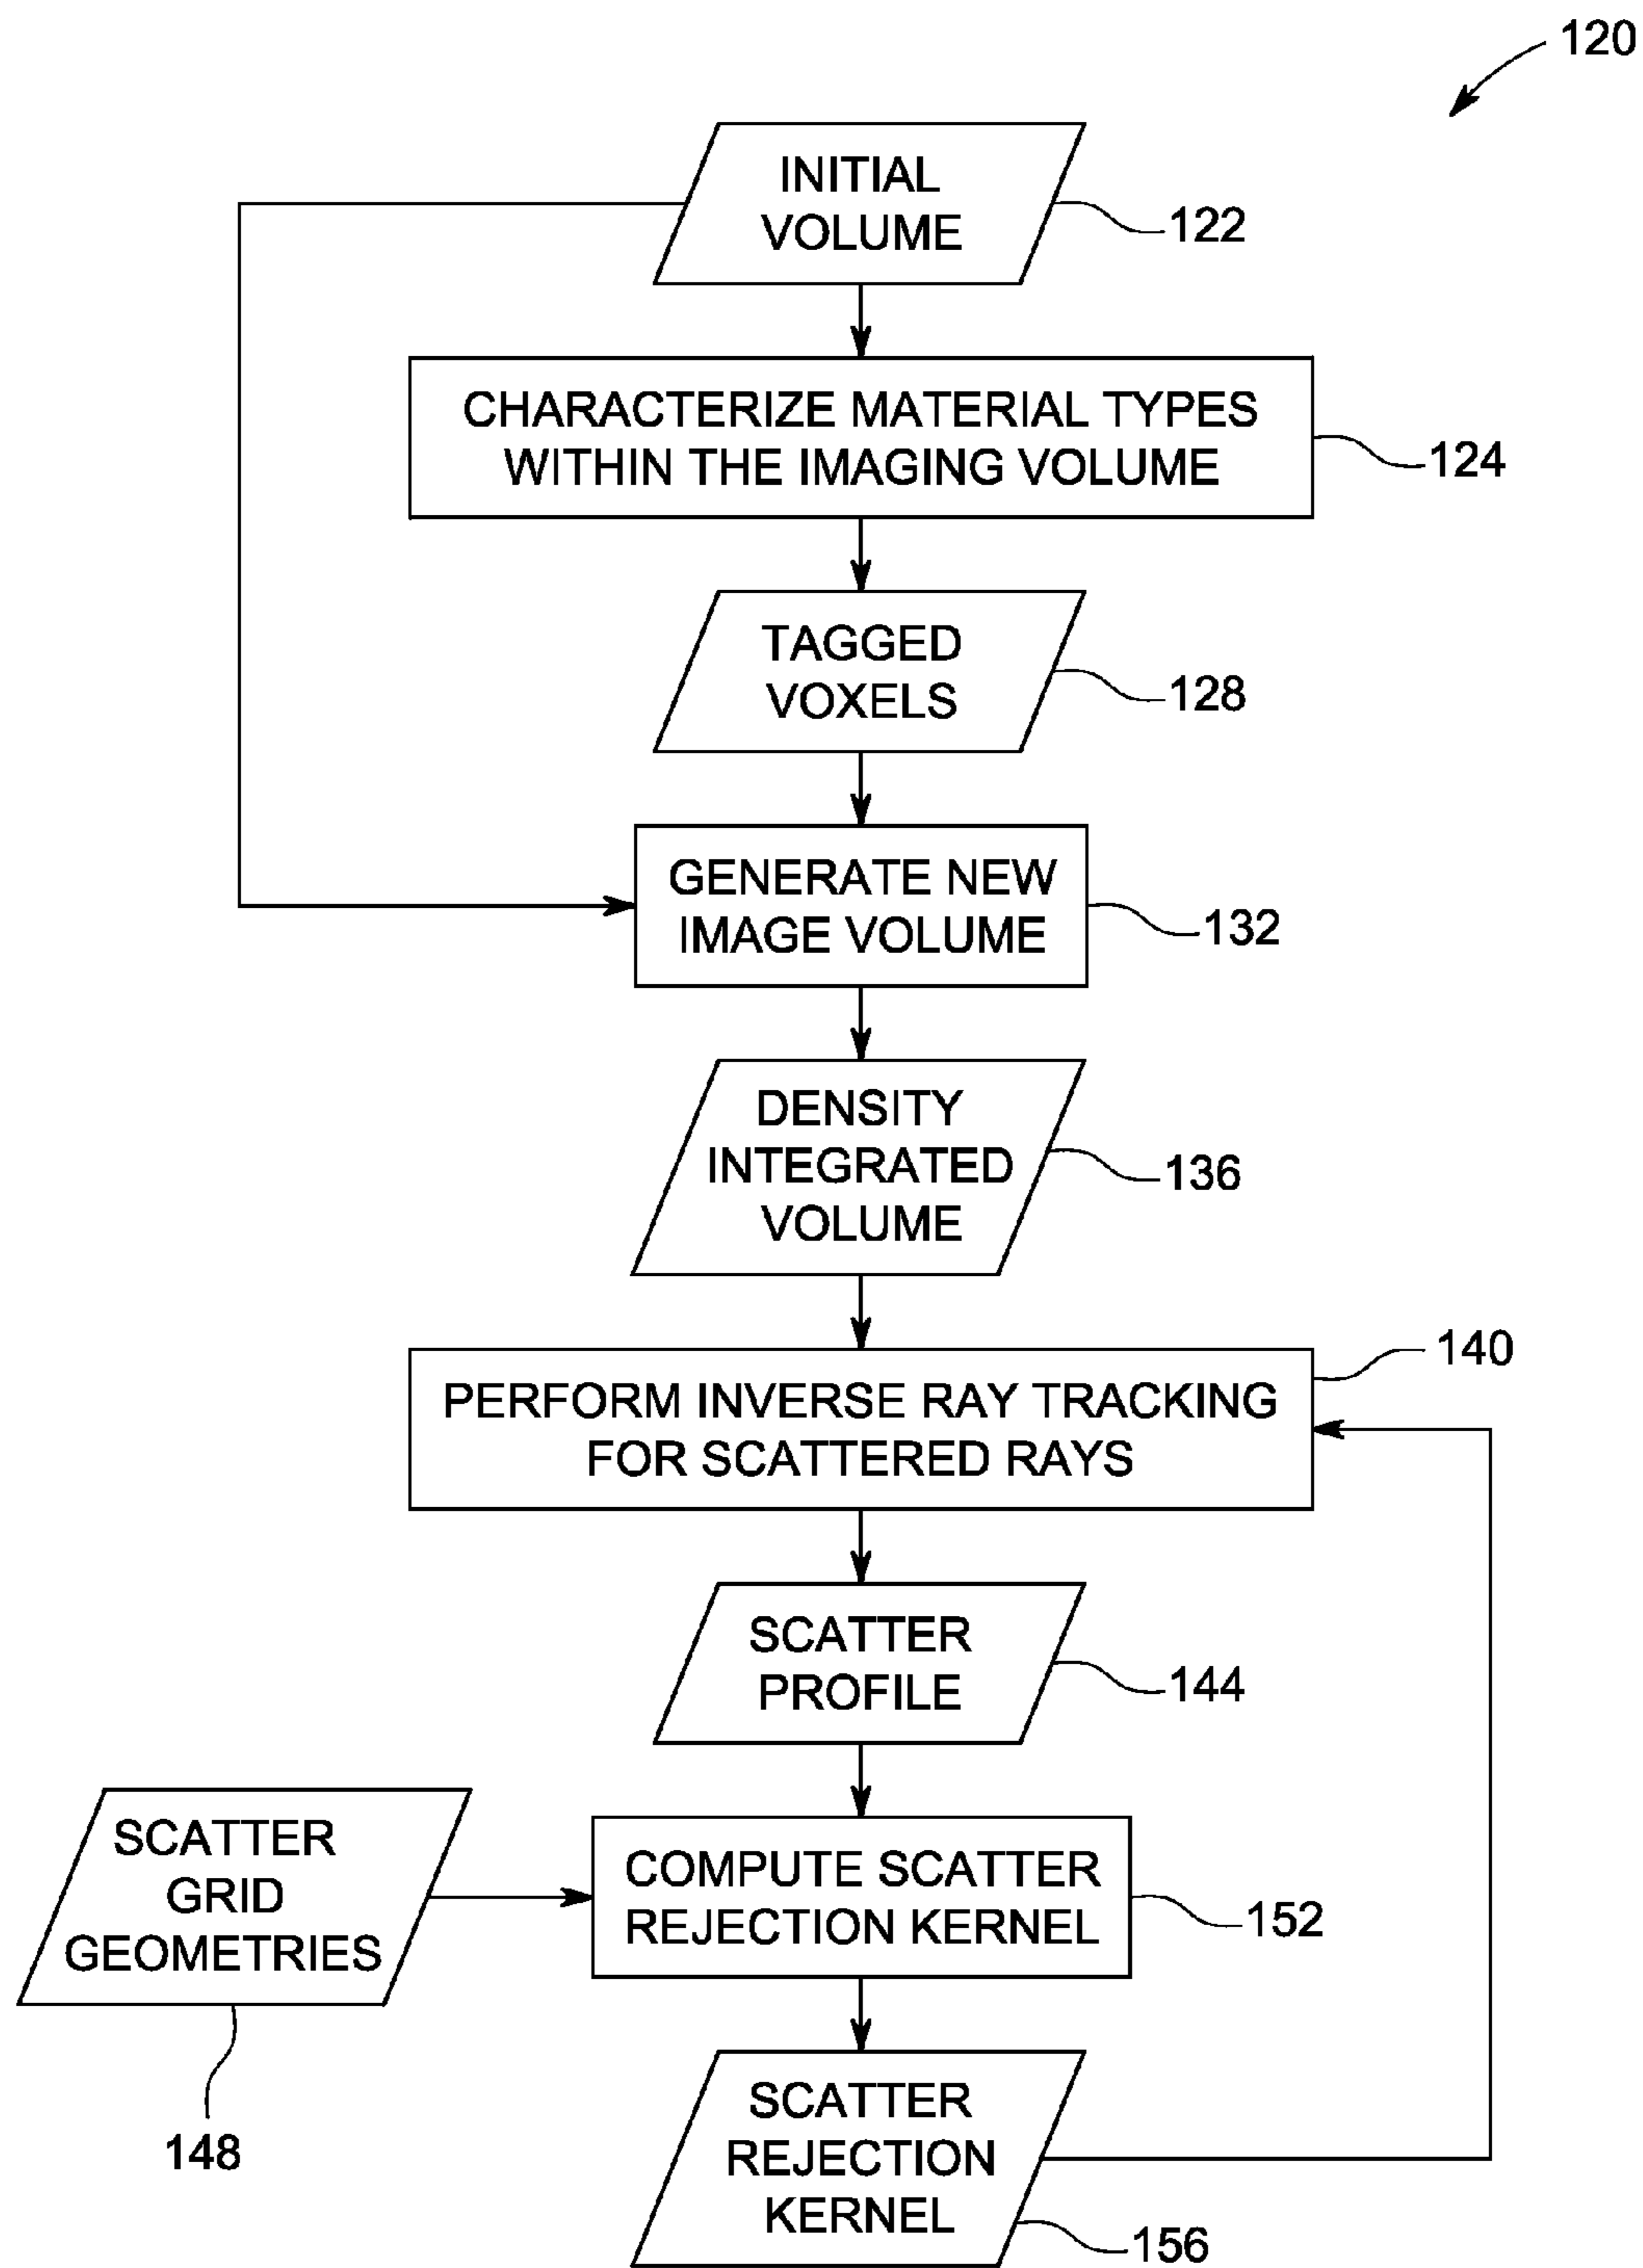 120
INITIAL
VOLUME
122
CHARACTERIZE MATERIAL TYPES
WITHIN THE IMAGING VOLUME
124
TAGGED
VOXELS
128
GENERATE NEW
IMAGE VOLUME
132
DENSITY
INTEGRATED
VOLUME
136
140
PERFORM INVERSE RAY TRACKING
FOR SCATTERED RAYS
SCATTER
PROFILE
144
SCATTER
GRID
GEOMETRIES
148
COMPUTE SCATTER
REJECTION KERNEL
152
SCATTER
REJECTION
KERNEL
156